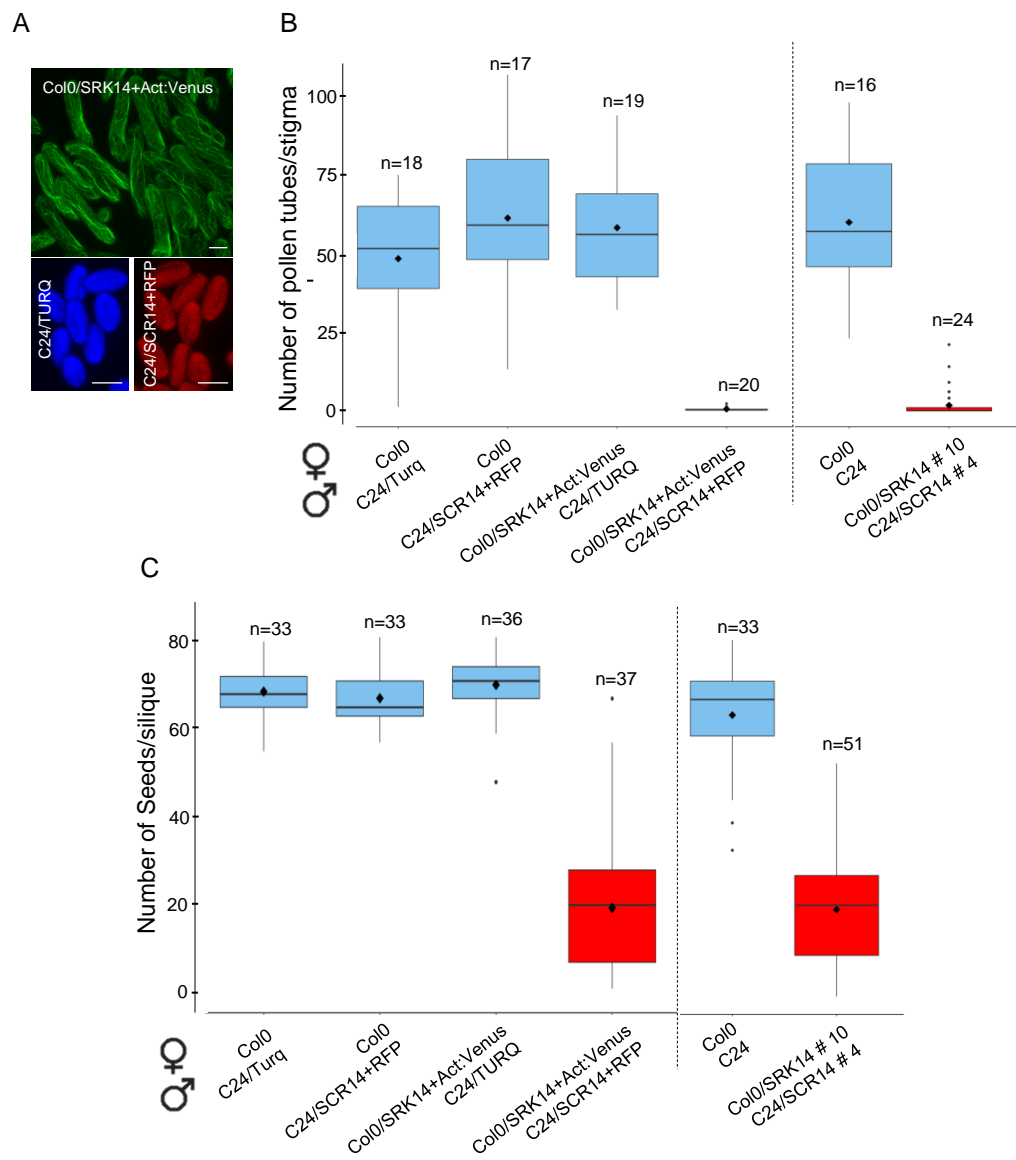 A
Col0/SRK14+Act:Venus
C24/TURQ
C24/SCR14+RFP
B
Number of pollen tubes/stigma
100
75
50
25
0
n=18
n=17
n=19
n=20
n=16
n=24
♀
♂
Col0
C24/Turq
Col0
C24/SCR14+RFP
Col0/SRK14+Act:Venus
C24/TURQ
Col0/SRK14+Act:Venus
C24/SCR14+RFP
Col0
C24
Col0/SRK14 # 10
C24/SCR14 # 4
C
Number of Seeds/silique
80
60
40
20
0
n=33
n=33
n=36
n=37
n=33
n=51
♀
♂
Col0
C24/Turq
Col0
C24/SCR14+RFP
Col0/SRK14+Act:Venus
C24/TURQ
Col0/SRK14+Act:Venus
C24/SCR14+RFP
Col0
C24
Col0/SRK14 # 10
C24/SCR14 # 4